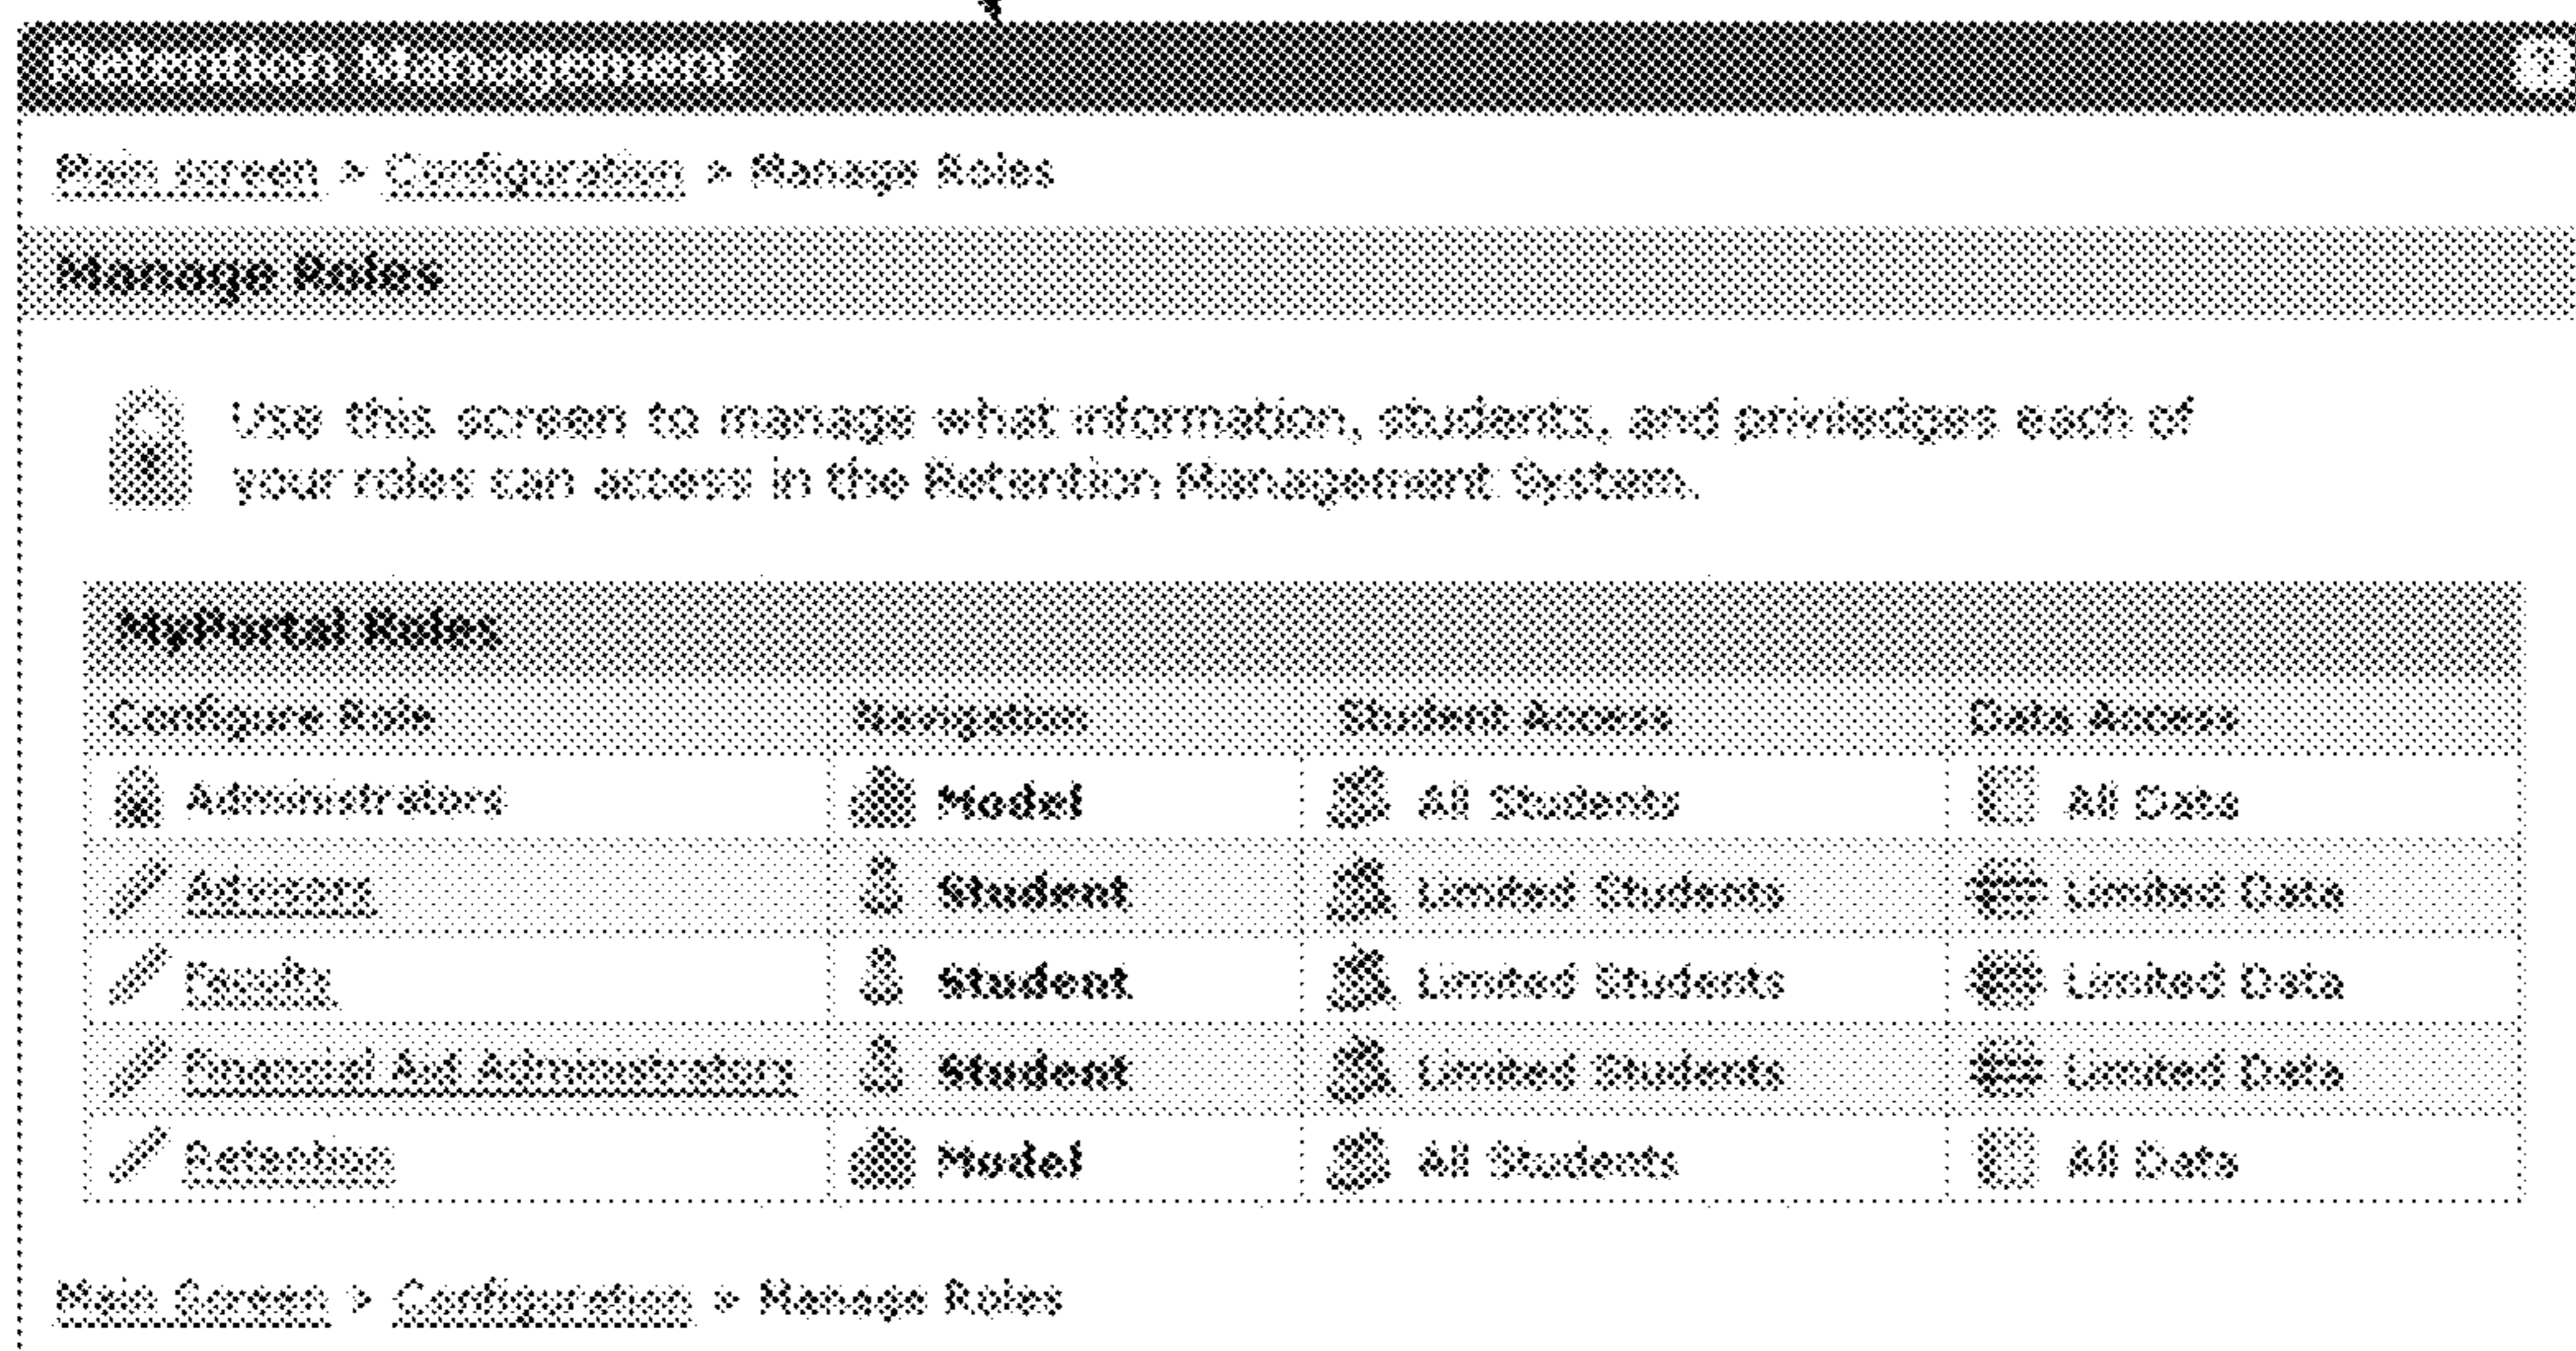 Retention Management ?
Main screen > Configuration > Manage Roles
Manage Roles
Use this screen to manage what information, students, and priviledges each of
your roles can access in the Retention Management System.
MyPortal Roles
Configure Role Navigation Student Access Data Access
Administrators Model All Students All Data
Advisors Student Limited Students Limited Data
Faculty Student Limited Students Limited Data
Financial Aid Administrators Student Limited Students Limited Data
Retention Model All Students All Data
Main Screen > Configuration > Manage Roles